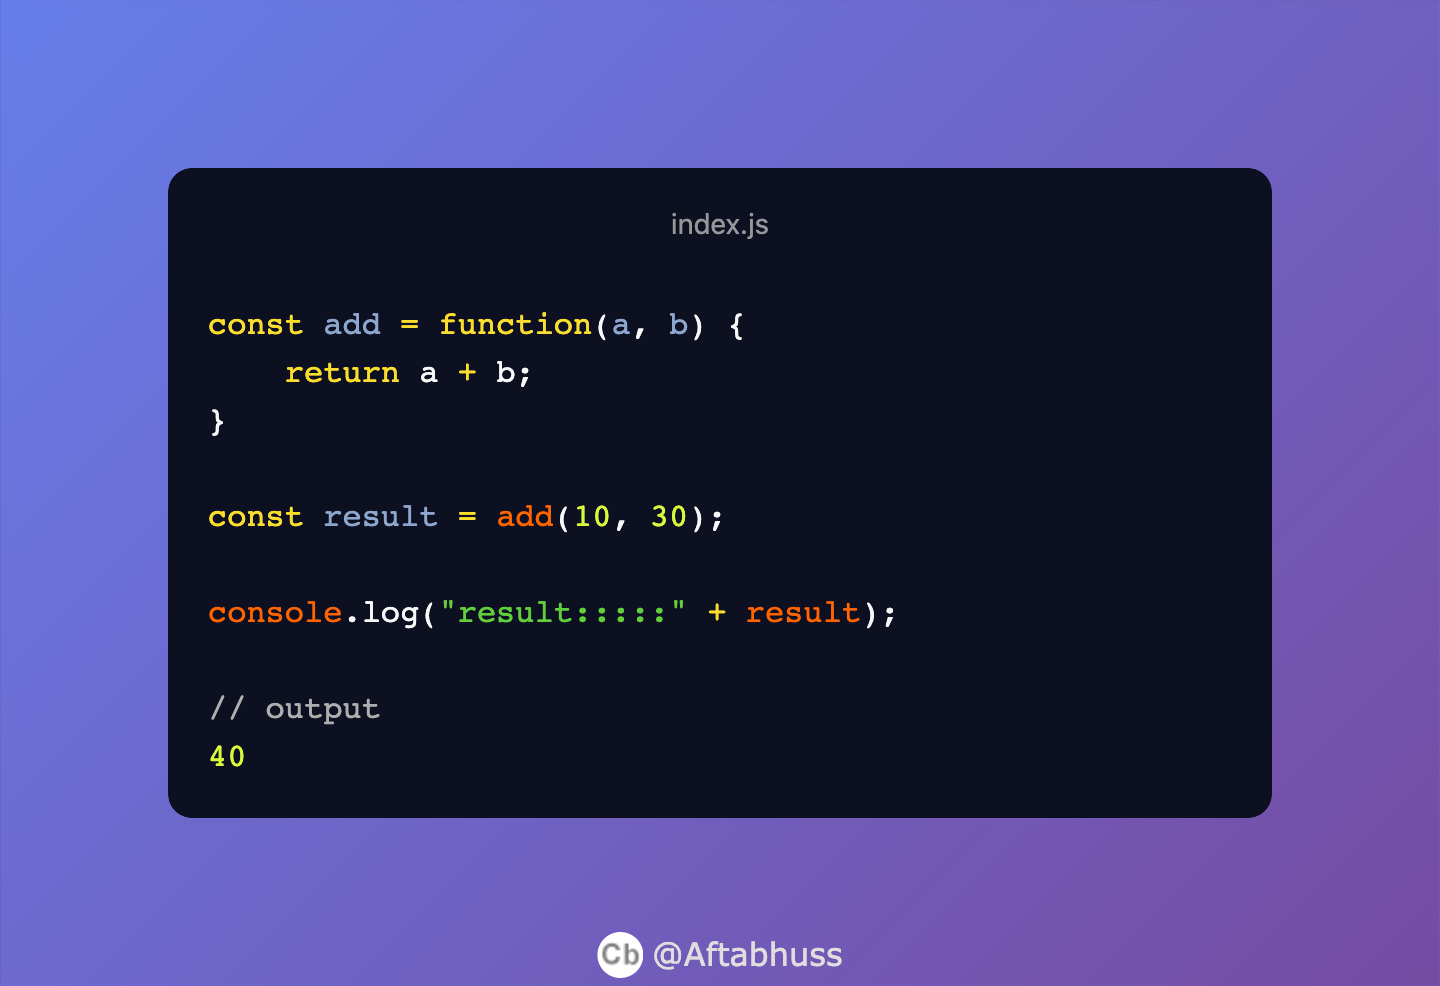 index.js
const add = function(a, b) {
    return a + b;
}
const result = add(10, 30);
console.log("result:::::" + result);
// output
40
Cb @Aftabhuss